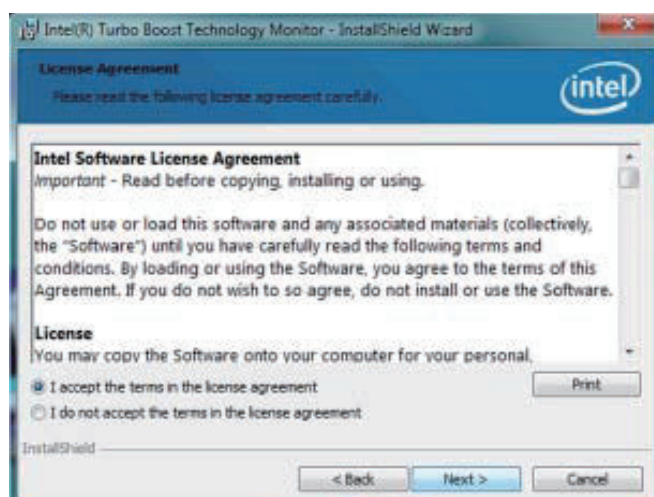 Intel(R) Turbo Boost Technology Monitor - InstallShield Wizard
License Agreement
Please read the following license agreement carefully.
intel
Intel Software License Agreement
Important - Read before copying, installing or using.
Do not use or load this software and any associated materials (collectively,
the "Software") until you have carefully read the following terms and
conditions. By loading or using the Software, you agree to the terms of this
Agreement. If you do not wish to so agree, do not install or use the Software.
License
You may copy the Software onto your computer for your personal,
I accept the terms in the license agreement
Print
I do not accept the terms in the license agreement
InstallShield
< Back
Next >
Cancel